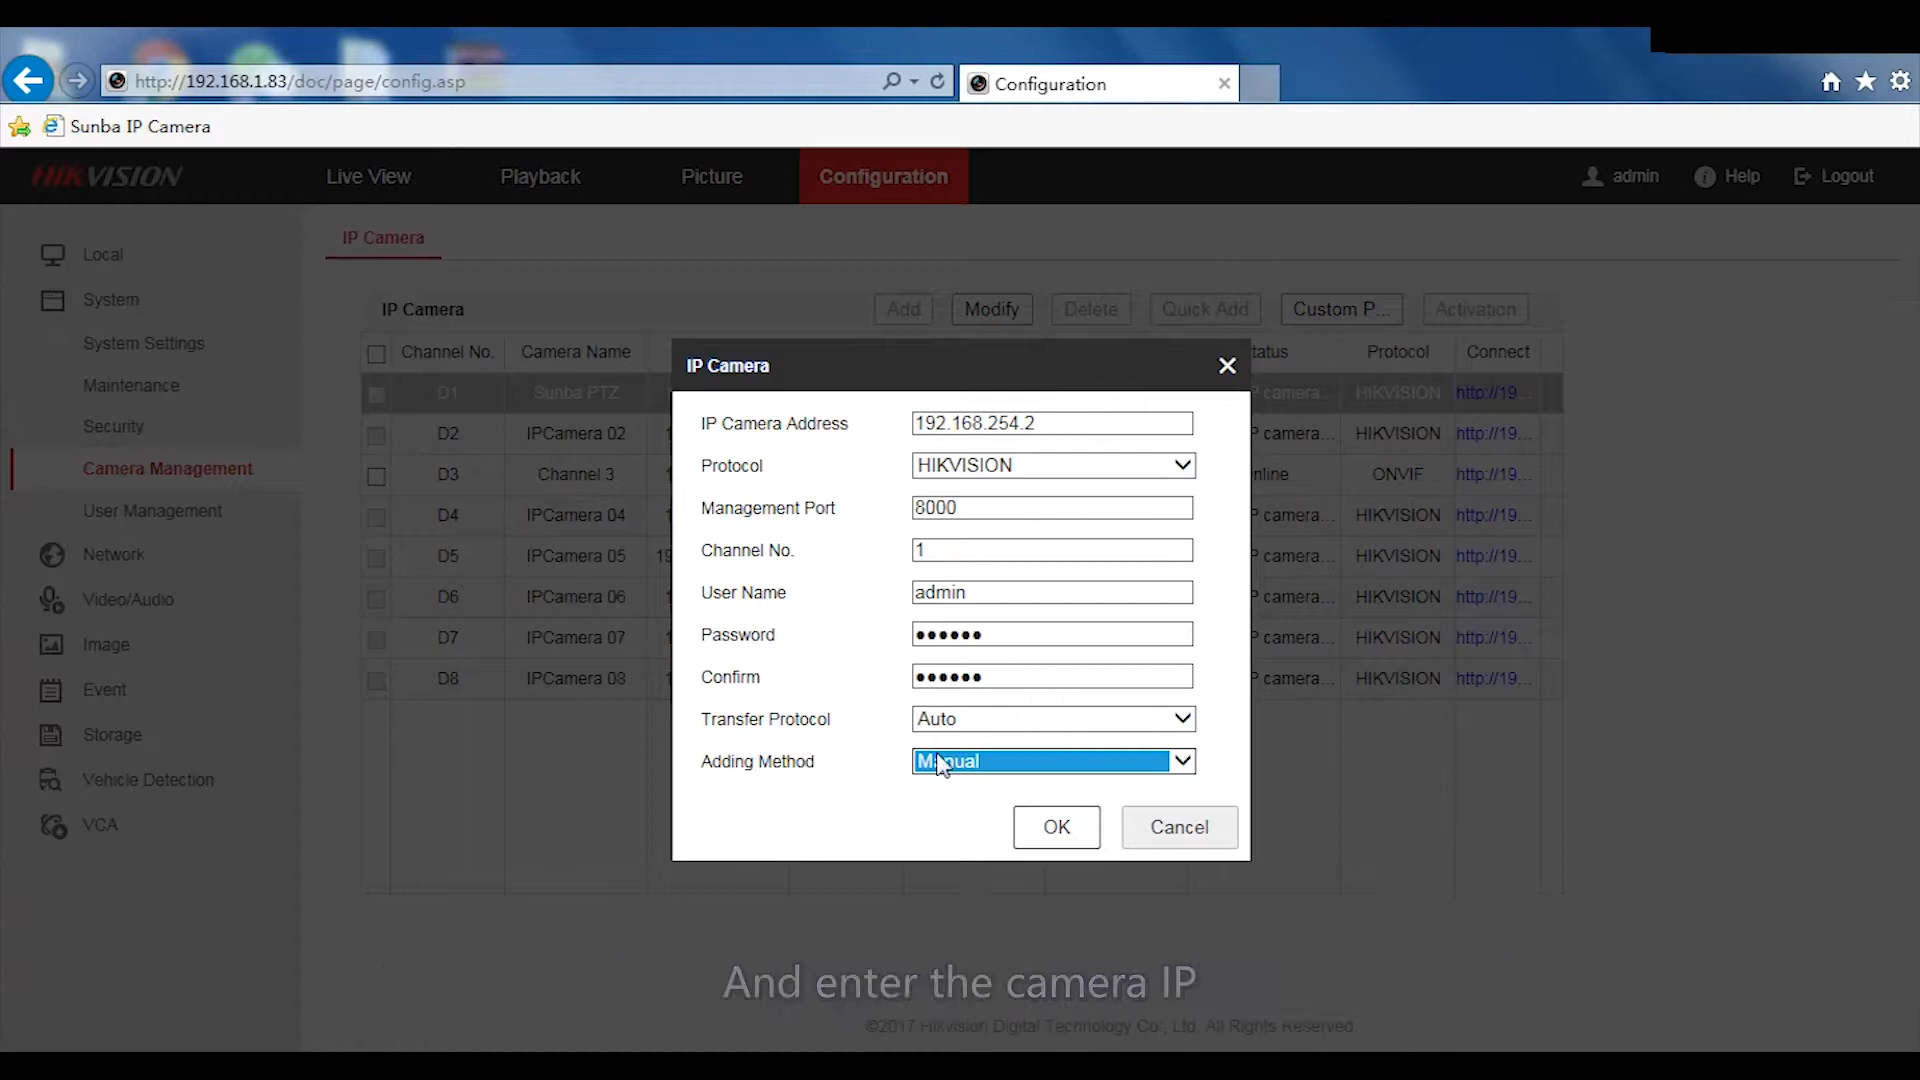 http://192.168.1.83/doc/page/config.asp
Configuration
Sunba IP Camera
HIKVISION
Live View
Playback
Picture
Configuration
admin
Help
Logout
Local
System
System Settings
Maintenance
Security
Camera Management
User Management
Network
Video/Audio
Image
Event
Storage
Vehicle Detection
VCA
IP Camera
IP Camera
Add
Modify
Delete
Quick Add
Custom P...
Activation
Channel No. Camera Name tatus Protocol Connect
D1 Sunba PTZ P camera... HIKVISION http://19...
D2 IPCamera 02 P camera... HIKVISION http://19...
D3 Channel 3 nline ONVIF http://19...
D4 IPCamera 04 P camera... HIKVISION http://19...
D5 IPCamera 05 19 P camera... HIKVISION http://19...
D6 IPCamera 06 P camera... HIKVISION http://19...
D7 IPCamera 07 P camera... HIKVISION http://19...
D8 IPCamera 08 P camera... HIKVISION http://19...
IP Camera
IP Camera Address 192.168.254.2
Protocol HIKVISION
Management Port 8000
Channel No. 1
User Name admin
Password ●●●●●●
Confirm ●●●●●●
Transfer Protocol Auto
Adding Method Manual
OK
Cancel
And enter the camera IP
©2017 Hikvision Digital Technology Co., Ltd. All Rights Reserved.